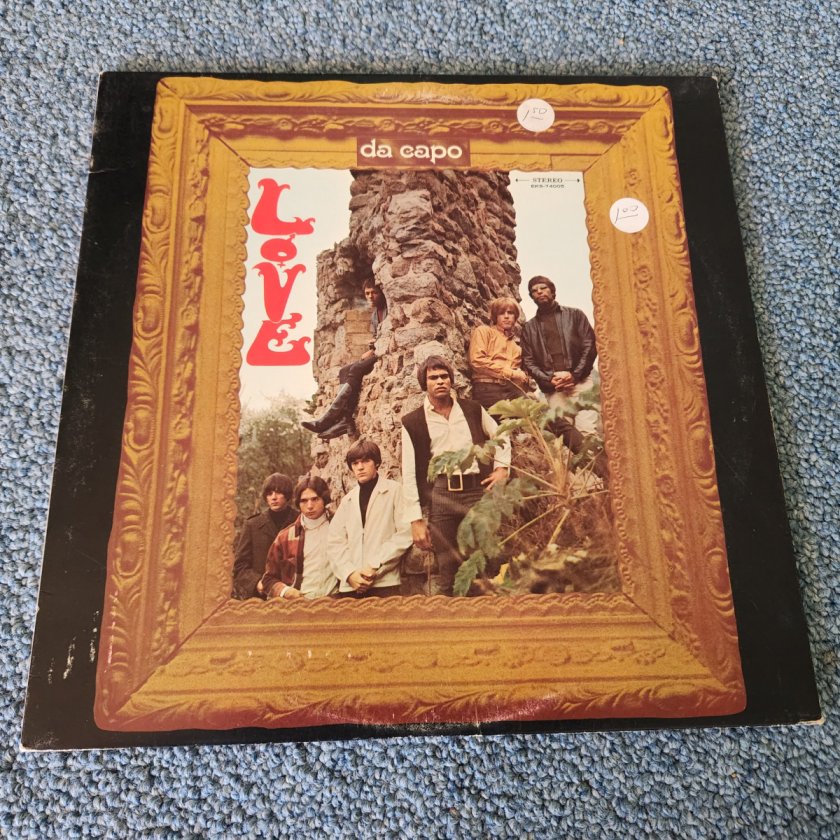 1.50
da capo
STEREO
EKS-74005
1.00
LOVE